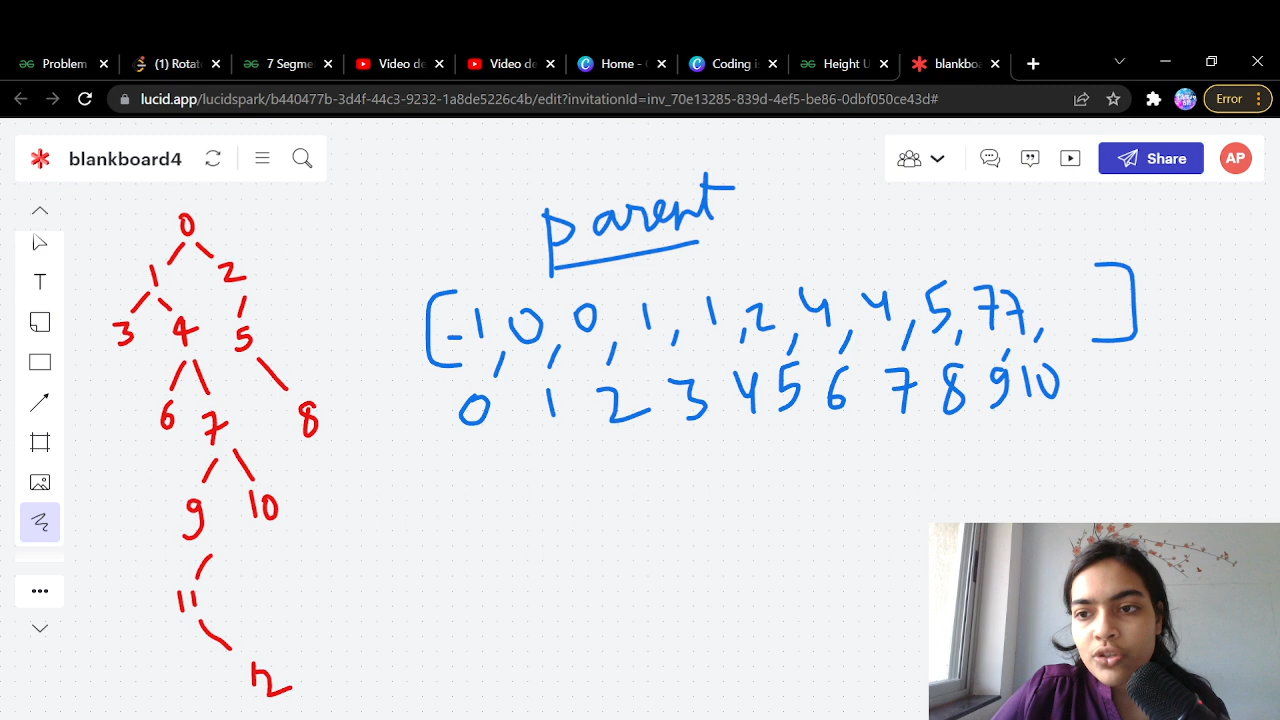 Problem
(1) Rotat
7 Segme
Video de
Video de
Home -
Coding i
Height U
blankboa
lucid.app/lucidspark/b440477b-3d4f-44c3-9232-1a8de5226c4b/edit?invitationId=inv_70e13285-839d-4ef5-be86-0dbf050ce43d#
Error
blankboard4
Share
AP
T
parent
[-1, 0, 0, 1, 1, 2, 4, 4, 5, 7, 7, ]
0 1 2 3 4 5 6 7 8 9 10
0
1 2
3 4 5
6 7 8
9 10
11
12